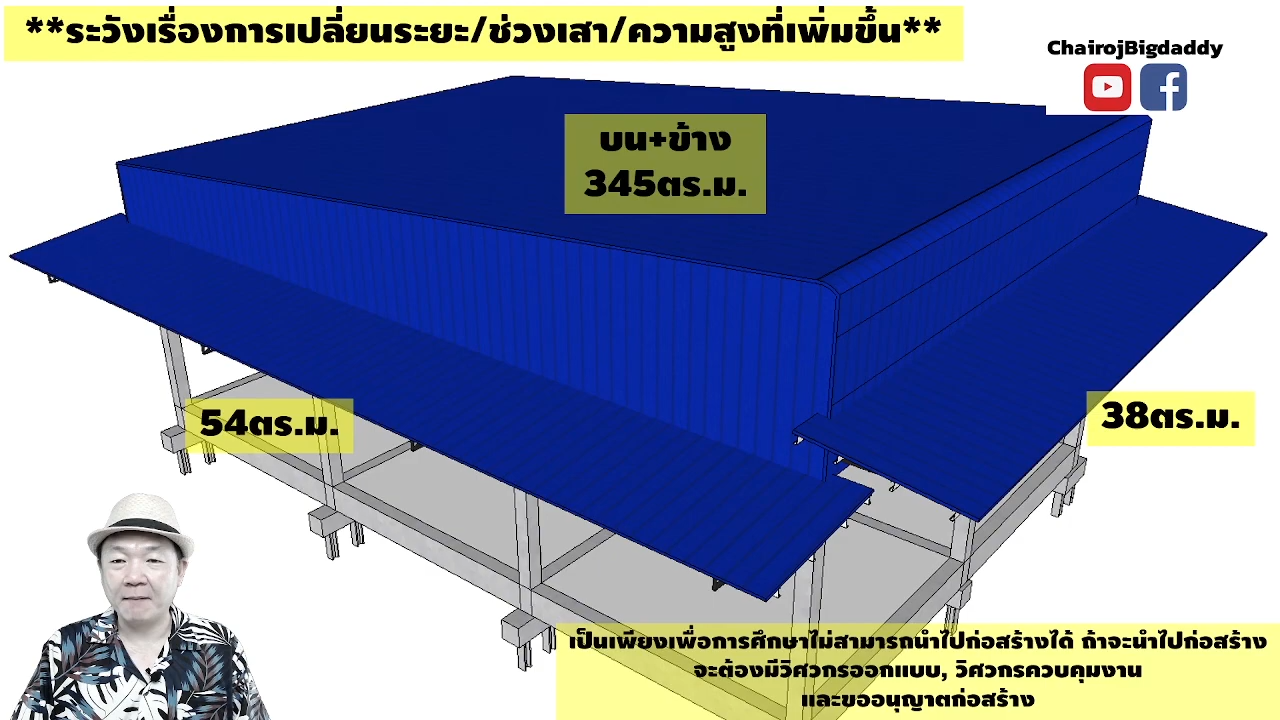 **ระวังเรื่องการเปลี่ยนระยะ/ช่วงเสา/ความสูงที่เพิ่มขึ้น**
ChairojBigdaddy
บน+ข้าง
345ตร.ม.
54ตร.ม.
38ตร.ม.
เป็นเพียงเพื่อการศึกษาไม่สามารถนำไปก่อสร้างได้ ถ้าจะนำไปก่อสร้าง
จะต้องมีวิศวกรออกแบบ, วิศวกรควบคุมงาน
และขออนุญาตก่อสร้าง